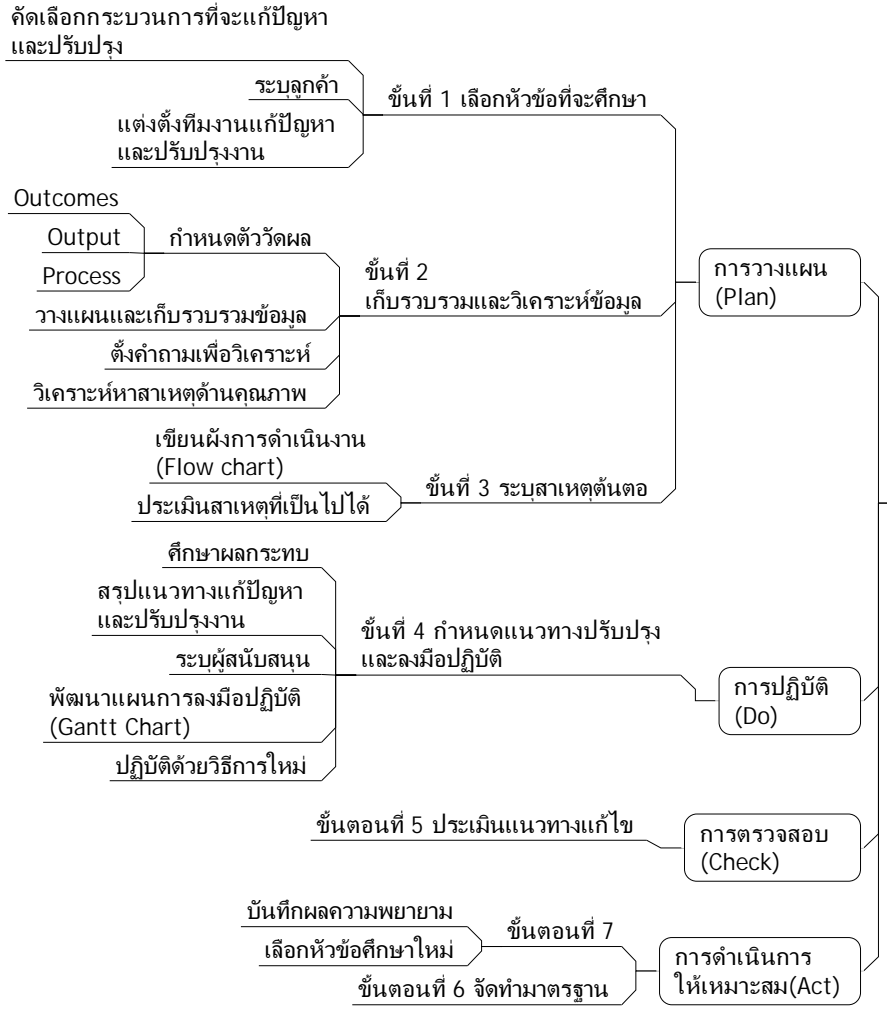 คัดเลือกกระบวนการที่จะแก้ปัญหา
และปรับปรุง
ระบุลูกค้า
แต่งตั้งทีมงานแก้ปัญหา
และปรับปรุงงาน
ขั้นที่ 1 เลือกหัวข้อที่จะศึกษา
Outcomes
Output
Process
กำหนดตัววัดผล
วางแผนและเก็บรวบรวมข้อมูล
ตั้งคำถามเพื่อวิเคราะห์
วิเคราะห์หาสาเหตุด้านคุณภาพ
ขั้นที่ 2
เก็บรวบรวมและวิเคราะห์ข้อมูล
เขียนผังการดำเนินงาน
(Flow chart)
ประเมินสาเหตุที่เป็นไปได้
ขั้นที่ 3 ระบุสาเหตุต้นตอ
การวางแผน
(Plan)
ศึกษาผลกระทบ
สรุปแนวทางแก้ปัญหา
และปรับปรุงงาน
ระบุผู้สนับสนุน
พัฒนาแผนการลงมือปฏิบัติ
(Gantt Chart)
ปฏิบัติด้วยวิธีการใหม่
ขั้นที่ 4 กำหนดแนวทางปรับปรุง
และลงมือปฏิบัติ
การปฏิบัติ
(Do)
ขั้นตอนที่ 5 ประเมินแนวทางแก้ไข
การตรวจสอบ
(Check)
บันทึกผลความพยายาม
เลือกหัวข้อศึกษาใหม่
ขั้นตอนที่ 7
ขั้นตอนที่ 6 จัดทำมาตรฐาน
การดำเนินการ
ให้เหมาะสม(Act)